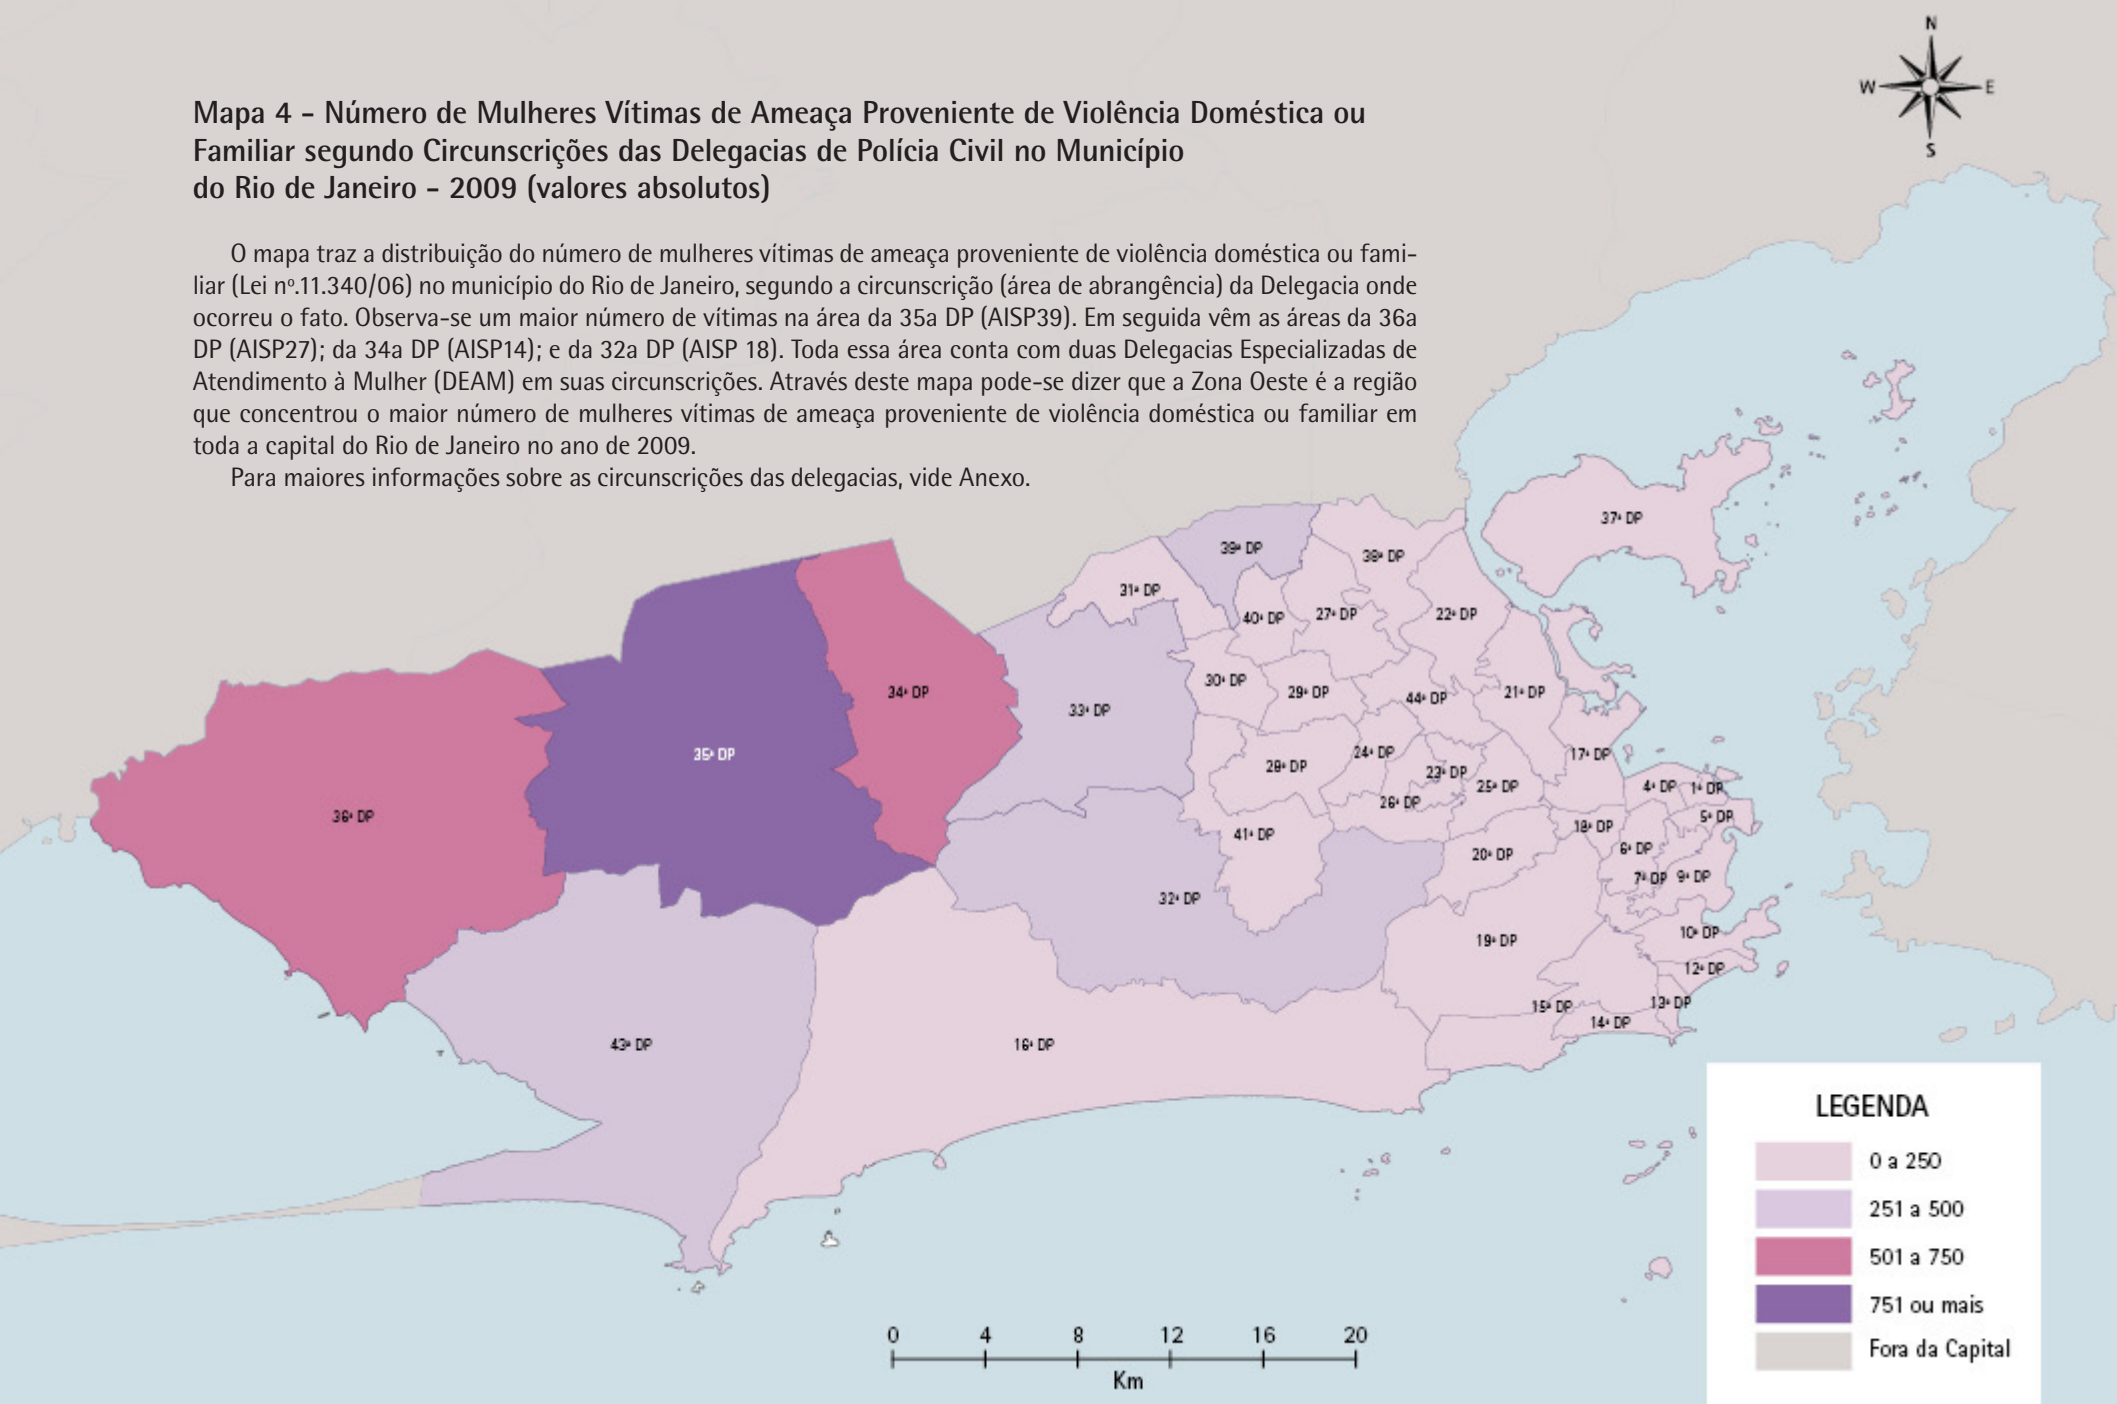 N
W E
S
Mapa 4 - Número de Mulheres Vítimas de Ameaça Proveniente de Violência Doméstica ou
Familiar segundo Circunscrições das Delegacias de Polícia Civil no Município
do Rio de Janeiro - 2009 (valores absolutos)
O mapa traz a distribuição do número de mulheres vítimas de ameaça proveniente de violência doméstica ou fami-
liar (Lei nº.11.340/06) no município do Rio de Janeiro, segundo a circunscrição (área de abrangência) da Delegacia onde
ocorreu o fato. Observa-se um maior número de vítimas na área da 35a DP (AISP39). Em seguida vêm as áreas da 36a
DP (AISP27); da 34a DP (AISP14); e da 32a DP (AISP 18). Toda essa área conta com duas Delegacias Especializadas de
Atendimento à Mulher (DEAM) em suas circunscrições. Através deste mapa pode-se dizer que a Zona Oeste é a região
que concentrou o maior número de mulheres vítimas de ameaça proveniente de violência doméstica ou familiar em
toda a capital do Rio de Janeiro no ano de 2009.
Para maiores informações sobre as circunscrições das delegacias, vide Anexo.
37ª DP
39ª DP
38ª DP
31ª DP
40ª DP
27ª DP
22ª DP
30ª DP
29ª DP
44ª DP
21ª DP
34ª DP
33ª DP
35ª DP
24ª DP
17ª DP
28ª DP
23ª DP
25ª DP
4ª DP
1ª DP
26ª DP
36ª DP
5ª DP
18ª DP
41ª DP
6ª DP
20ª DP
7ª DP
9ª DP
32ª DP
10ª DP
19ª DP
12ª DP
15ª DP
13ª DP
14ª DP
43ª DP
16ª DP
LEGENDA
0 a 250
251 a 500
501 a 750
751 ou mais
Fora da Capital
0 4 8 12 16 20
Km